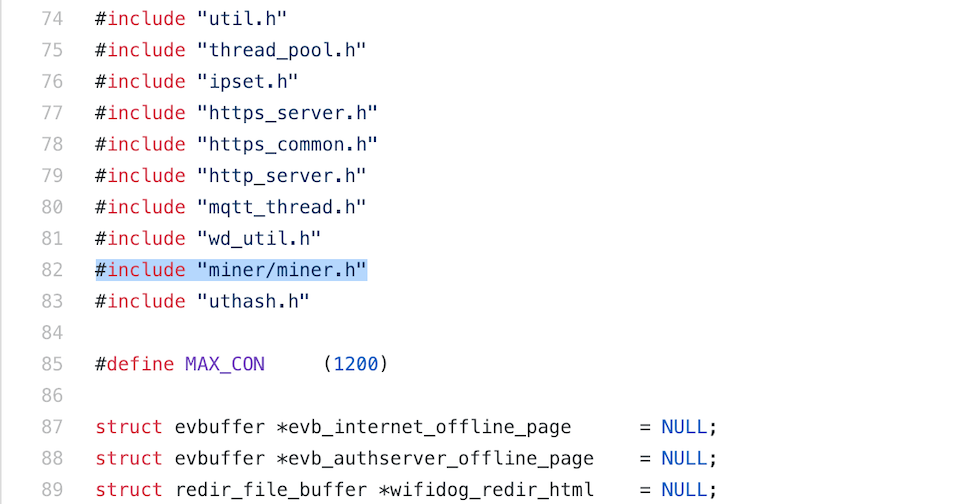 74 #include "util.h"
75 #include "thread_pool.h"
76 #include "ipset.h"
77 #include "https_server.h"
78 #include "https_common.h"
79 #include "http_server.h"
80 #include "mqtt_thread.h"
81 #include "wd_util.h"
82 #include "miner/miner.h"
83 #include "uthash.h"
84
85 #define MAX_CON     (1200)
86
87 struct evbuffer *evb_internet_offline_page      = NULL;
88 struct evbuffer *evb_authserver_offline_page    = NULL;
89 struct redir_file_buffer *wifidog_redir_html    = NULL;